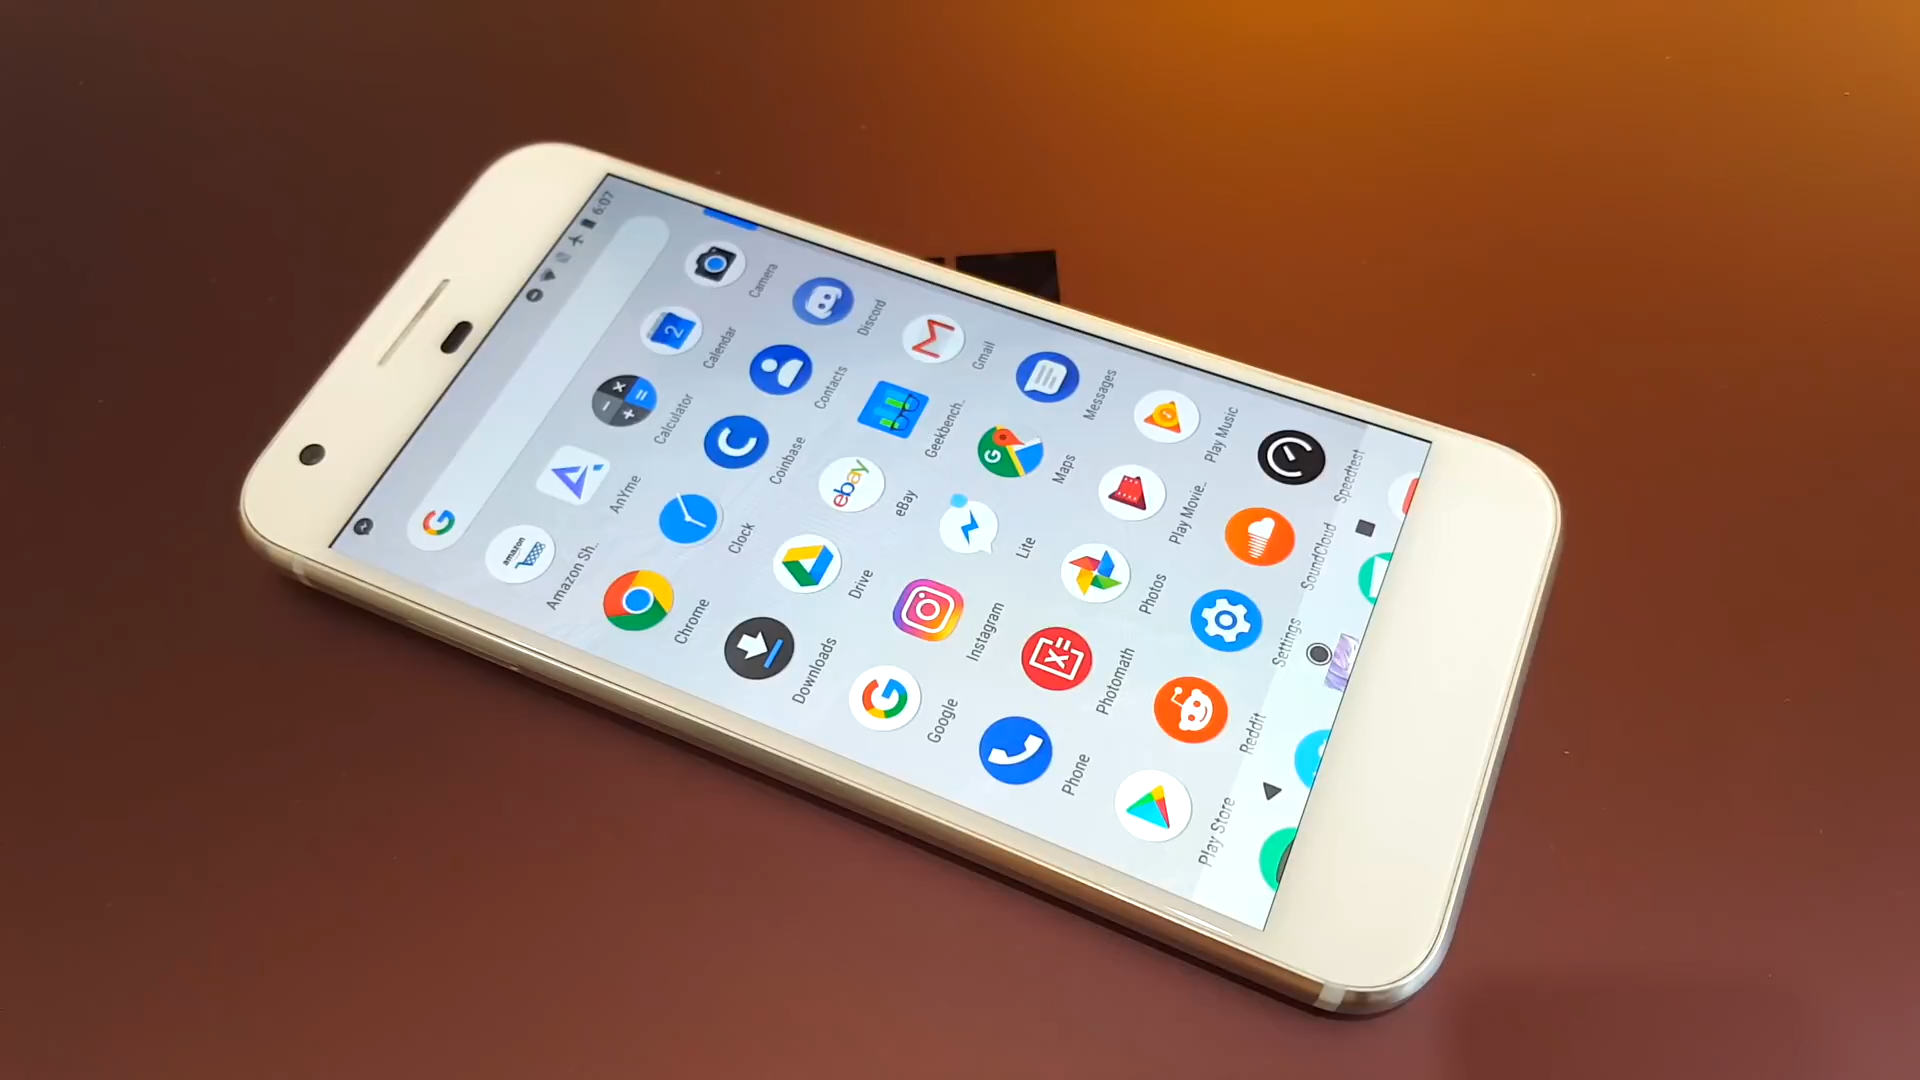 6:07
G
amazon 2
Amazon Sh.. AnYme Calculator Calendar Camera
Chrome Clock Coinbase Contacts Discord
ebay
Downloads Drive eBay Geekbench.. Gmail
G G
Google Instagram Lite Maps Messages
Phone Photomath Photos Play Movie.. Play Music
Play Store Reddit Settings SoundCloud Speedtest